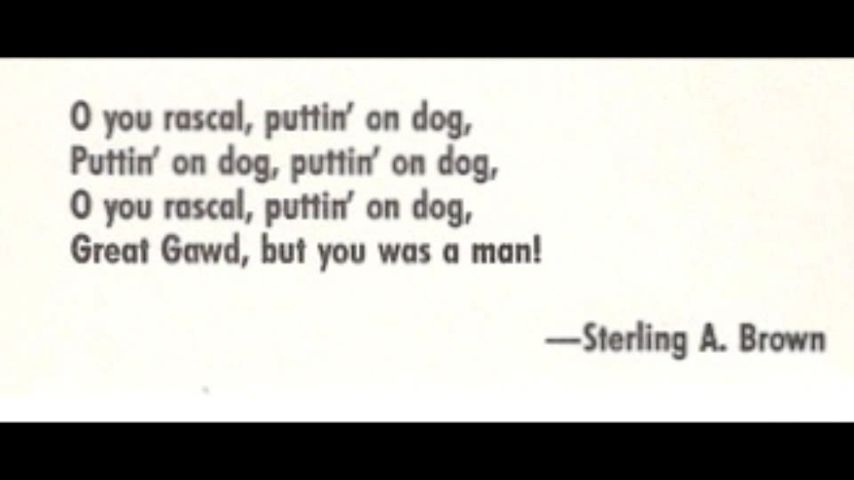 O you rascal, puttin’ on dog,
Puttin’ on dog, puttin’ on dog,
O you rascal, puttin’ on dog,
Great Gawd, but you was a man!
—Sterling A. Brown